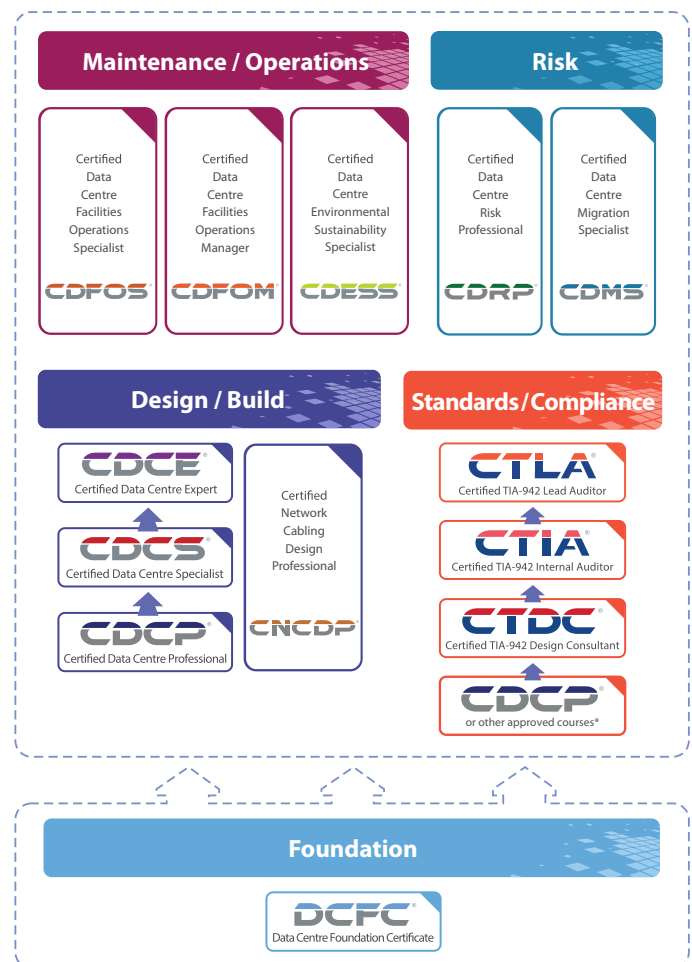 Maintenance / Operations
Certified
Data
Centre
Facilities
Operations
Specialist
CDFOS®
Certified
Data
Centre
Facilities
Operations
Manager
CDFOM®
Certified
Data
Centre
Environmental
Sustainability
Specialist
CDESS®
Risk
Certified
Data
Centre
Risk
Professional
CDRP®
Certified
Data
Centre
Migration
Specialist
CDMS®
Design / Build
CDCE®
Certified Data Centre Expert
CDCS®
Certified Data Centre Specialist
CDCP®
Certified Data Centre Professional
Certified
Network
Cabling
Design
Professional
CNCDP®
Standards/Compliance
CTLA®
Certified TIA-942 Lead Auditor
CTIA®
Certified TIA-942 Internal Auditor
CTDC®
Certified TIA-942 Design Consultant
CDCP®
or other approved courses*
Foundation
DCFC®
Data Centre Foundation Certificate